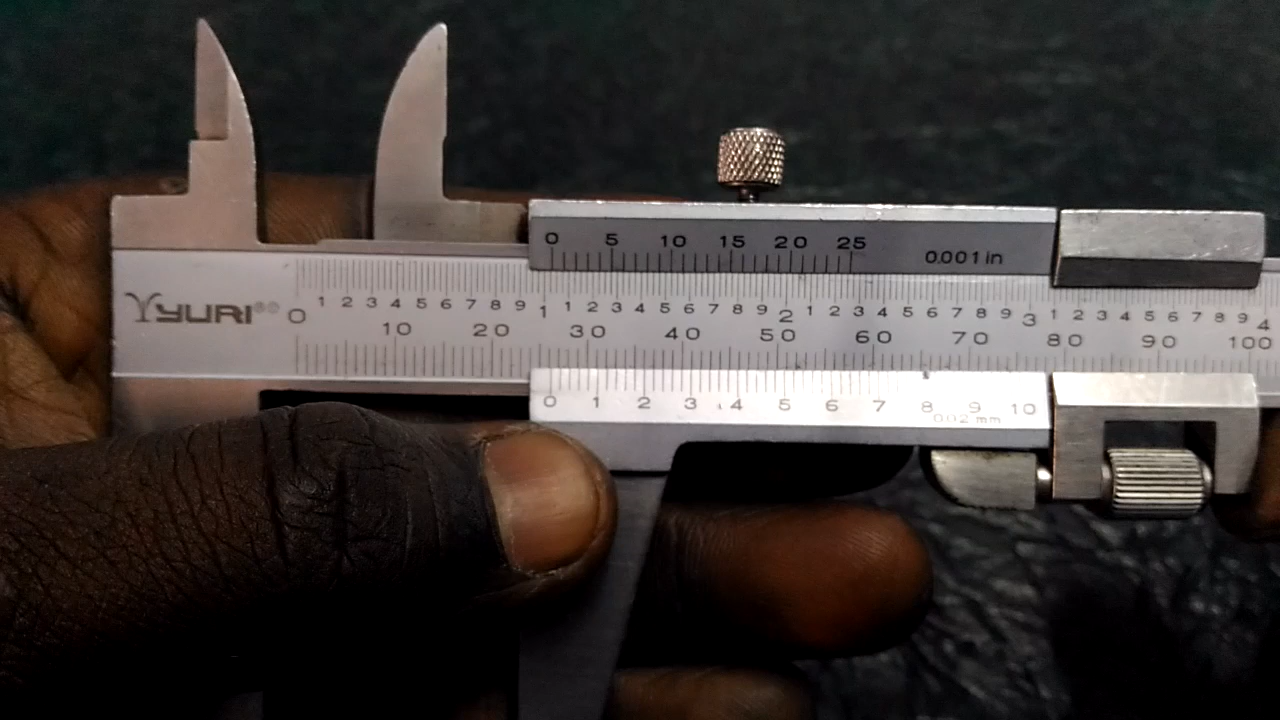 0 5 10 15 20 25 0.001 in
1 2 3 4 5 6 7 8 9 1 1 2 3 4 5 6 7 8 9 2 1 2 3 4 5 6 7 8 9 3 1 2 3 4 5 6 7 8 9 4
YYURI 0 10 20 30 40 50 60 70 80 90 100
0 1 2 3 4 5 6 7 8 9 10
0.02 mm